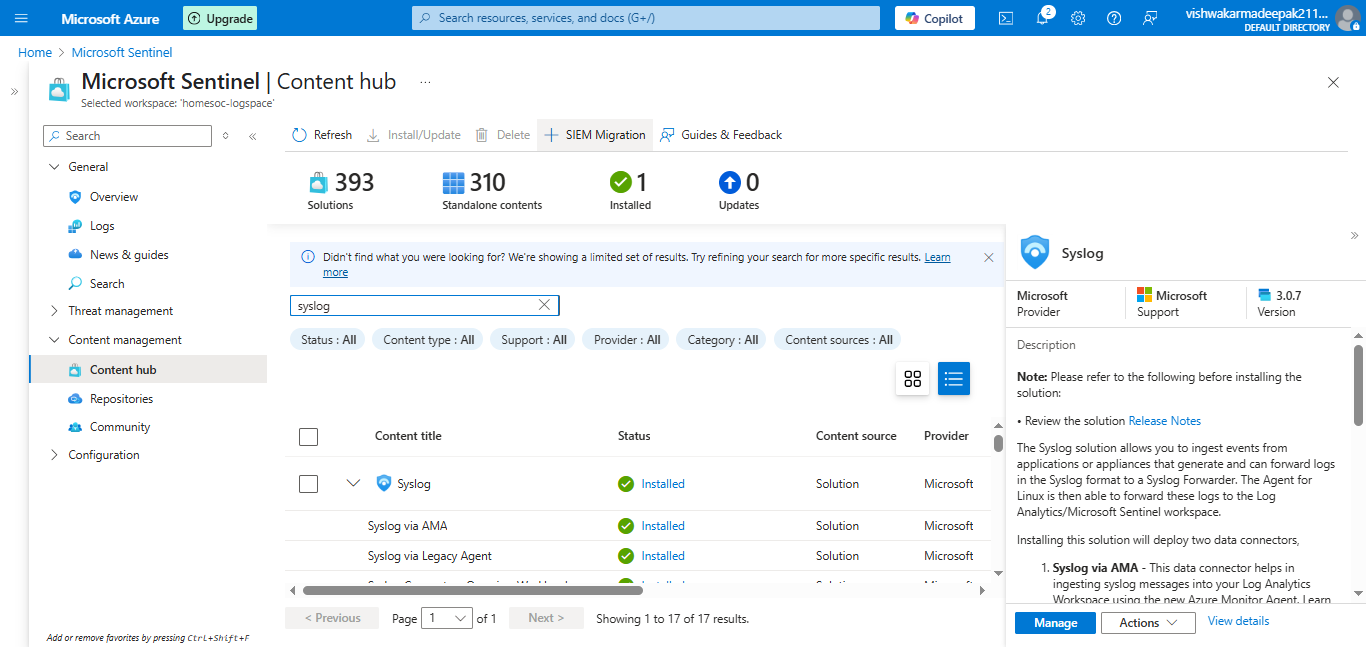 Microsoft Azure
Upgrade
Search resources, services, and docs (G+/)
Copilot
2
vishwakarmadeepak211...
DEFAULT DIRECTORY
Home > Microsoft Sentinel
Microsoft Sentinel | Content hub ...
Selected workspace: 'homesoc-logspace'
Search
General
Overview
Logs
News & guides
Search
Threat management
Content management
Content hub
Repositories
Community
Configuration
Add or remove favorites by pressing Ctrl+Shift+F
Refresh
Install/Update
Delete
SIEM Migration
Guides & Feedback
393
Solutions
310
Standalone contents
1
Installed
0
Updates
Didn't find what you were looking for? We're showing a limited set of results. Try refining your search for more specific results. Learn
more
syslog
Status : All
Content type : All
Support : All
Provider : All
Category : All
Content sources : All
Content title Status Content source Provider
Syslog Installed Solution Microsoft
Syslog via AMA Installed Solution Microsoft
Syslog via Legacy Agent Installed Solution Microsoft
< Previous
Page 1 of 1
Next >
Showing 1 to 17 of 17 results.
Syslog
Microsoft
Provider
Microsoft
Support
3.0.7
Version
Description
Note: Please refer to the following before installing the
solution:
• Review the solution Release Notes
The Syslog solution allows you to ingest events from
applications or appliances that generate and can forward logs
in the Syslog format to a Syslog Forwarder. The Agent for
Linux is then able to forward these logs to the Log
Analytics/Microsoft Sentinel workspace.
Installing this solution will deploy two data connectors,
1. Syslog via AMA - This data connector helps in
ingesting syslog messages into your Log Analytics
Workspace using the new Azure Monitor Agent. Learn
Manage
Actions
View details